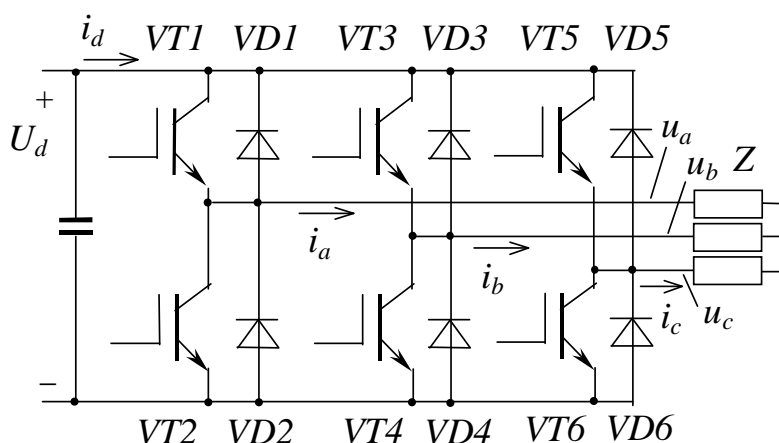 i_d VT1 VD1 VT3 VD3 VT5 VD5
+
U_d
u_a
u_b Z
i_a
i_b
i_c u_c
−
VT2 VD2 VT4 VD4 VT6 VD6